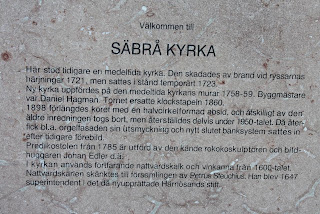 Välkommen till
SÄBRÅ KYRKA
Här stod tidigare en medeltida kyrka. Den skadades av brand vid ryssarnas
härjningar 1721, men sattes i stånd temporärt 1723.
Ny kyrka uppfördes på den medeltida kyrkans murar 1758-59. Byggmästare
var Daniel Hagman. Tornet ersatte klockstapeln 1860.
1898 förlängdes koret med en halvcirkelformad absid, och åtskilligt av den
äldre inredningen togs bort, men återställdes delvis under 1950-talet. Då åter-
fick bl.a. orgelfasaden sin utsmyckning och nytt slutet bänksystem sattes in
efter tidigare förebild.
Predikostolen från 1785 är utförd av den kände rokokoskulptören och bild-
huggaren Johan Edler d.ä.
I kyrkan används fortfarande nattvardskalk och vinkanna från 1600-talet.
Nattvardskärlen skänktes till församlingen av Petrus Steuchius. Han blev 1647
superintendent i det då nyupprättade Härnösands stift.